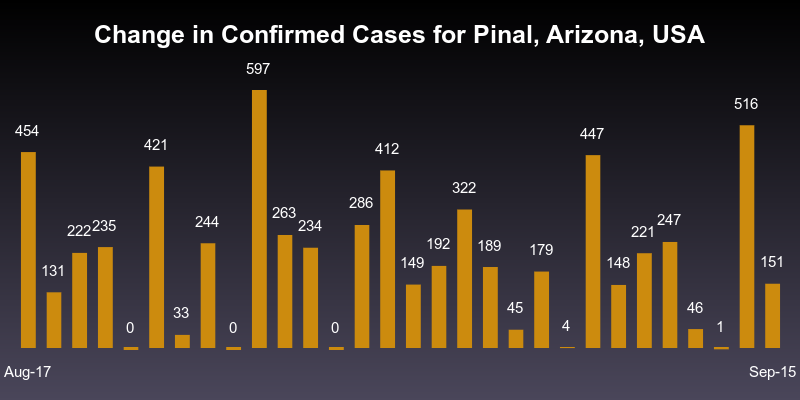 Change in Confirmed Cases for Pinal, Arizona, USA
454 131 222 235 0 421 33 244 0 597 263 234 0 286 412 149 192 322 189 45 179 4 447 148 221 247 46 1 516 151
Aug-17 Sep-15